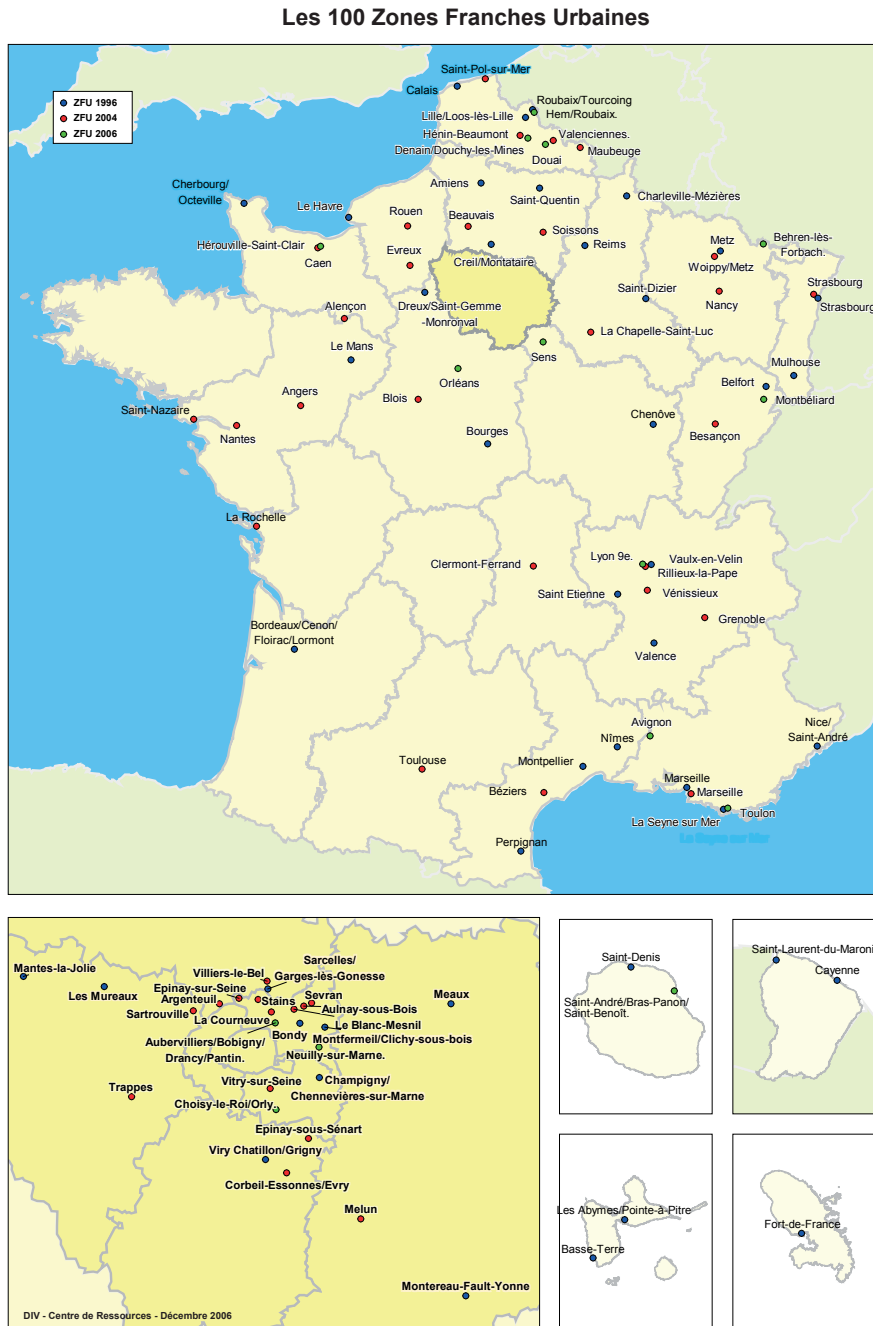 Les 100 Zones Franches Urbaines
ZFU 1996
ZFU 2004
ZFU 2006
Saint-Pol-sur-Mer
Calais
Roubaix/Tourcoing
Hem/Roubaix.
Lille/Loos-lès-Lille
Hénin-Beaumont
Valenciennes.
Denain/Douchy-les-Mines
Douai
Maubeuge
Amiens
Saint-Quentin
Charleville-Mézières
Cherbourg/
Octeville
Le Havre
Rouen
Beauvais
Soissons
Reims
Hérouville-Saint-Clair
Caen
Evreux
Creil/Montataire
Metz
Woippy/Metz
Behren-lès-
Forbach.
Strasbourg
Strasbourg
Nancy
Saint-Dizier
Dreux/Saint-Gemme
-Monronval
Alençon
La Chapelle-Saint-Luc
Le Mans
Sens
Mulhouse
Orléans
Belfort
Montbéliard
Angers
Blois
Saint-Nazaire
Nantes
Bourges
Chenôve
Besançon
La Rochelle
Clermont-Ferrand
Lyon 9e.
Vaulx-en-Velin
Rillieux-la-Pape
Saint Etienne
Vénissieux
Grenoble
Bordeaux/Cenon/
Floirac/Lormont
Valence
Avignon
Nîmes
Nice/
Saint-André
Toulouse
Montpellier
Béziers
Marseille
Marseille
La Seyne sur Mer
Toulon
La Seyne sur Mer
Perpignan
Mantes-la-Jolie
Les Mureaux
Villiers-le-Bel
Sarcelles/
Garges-lès-Gonesse
Epinay-sur-Seine
Argenteuil
Sartrouville
Stains
Sevran
Aulnay-sous-Bois
Meaux
La Courneuve
Le Blanc-Mesnil
Bondy
Aubervilliers/Bobigny/
Drancy/Pantin.
Montfermeil/Clichy-sous-bois
Neuilly-sur-Marne.
Trappes
Vitry-sur-Seine
Champigny/
Chennevières-sur-Marne
Choisy-le-Roi/Orly.
Epinay-sous-Sénart
Viry Chatillon/Grigny
Corbeil-Essonnes/Evry
Melun
Montereau-Fault-Yonne
DIV - Centre de Ressources - Décembre 2006
Saint-Denis
Saint-André/Bras-Panon/
Saint-Benoît.
Saint-Laurent-du-Maroni
Cayenne
Les Abymes/Pointe-à-Pitre
Basse-Terre
Fort-de-France